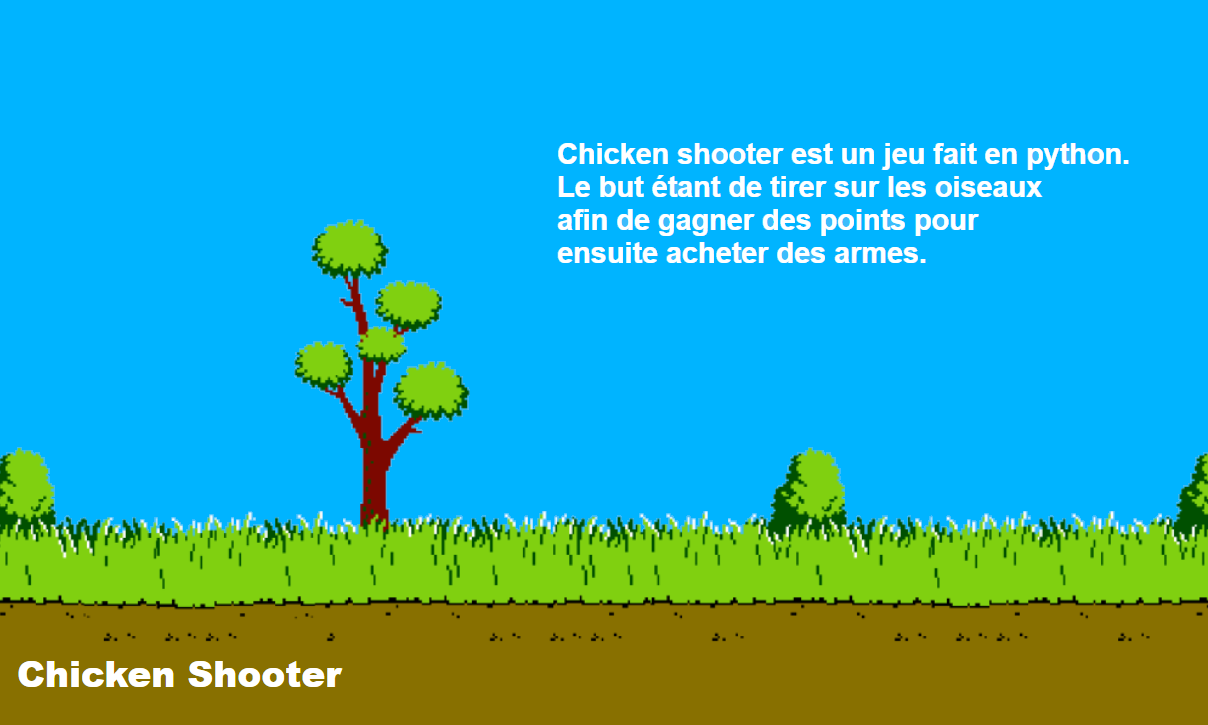 Chicken shooter est un jeu fait en python.
Le but étant de tirer sur les oiseaux
afin de gagner des points pour
ensuite acheter des armes.
Chicken Shooter